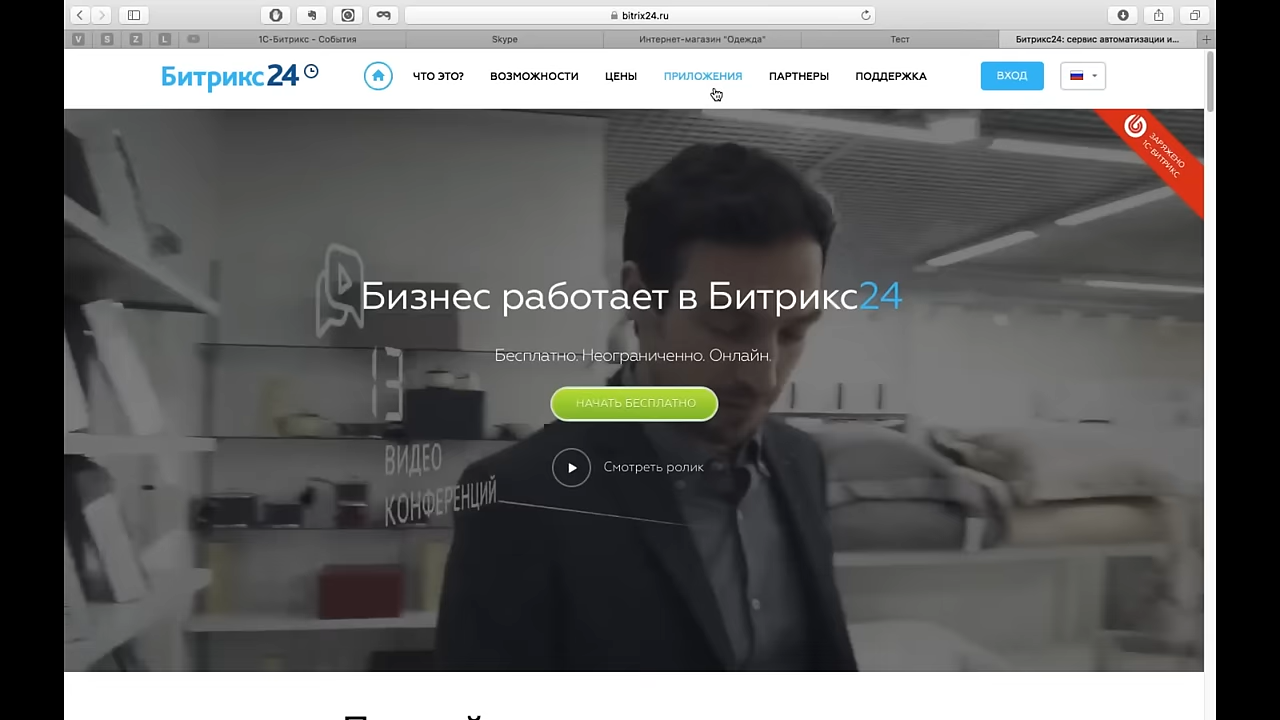 bitrix24.ru
V S Z L 1С-Битрикс - События Skype Интернет-магазин "Одежда" Тест Битрикс24: сервис автоматизации и...
Битрикс24 ЧТО ЭТО? ВОЗМОЖНОСТИ ЦЕНЫ ПРИЛОЖЕНИЯ ПАРТНЕРЫ ПОДДЕРЖКА ВХОД
ЗАРЯЖЕНО
1С-БИТРИКС
Бизнес работает в Битрикс24
Бесплатно. Неограниченно. Онлайн.
13
НАЧАТЬ БЕСПЛАТНО
ВИДЕО
КОНФЕРЕНЦИЙ
Смотреть ролик